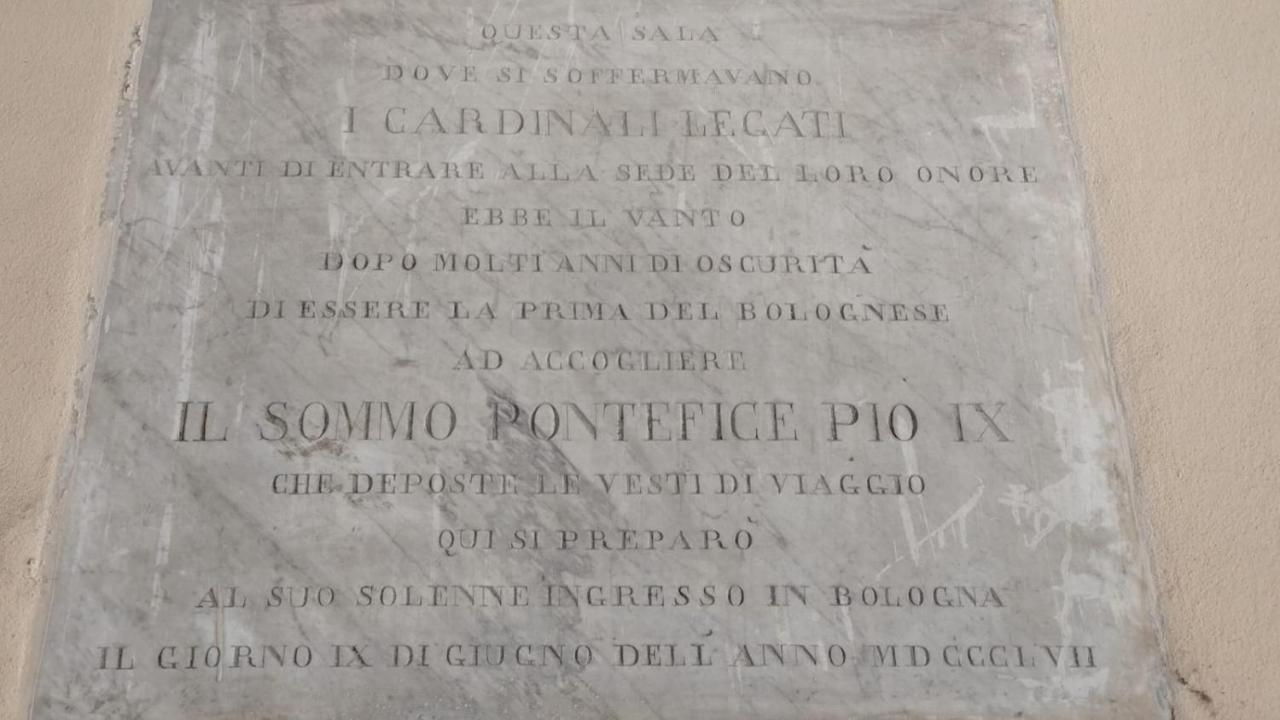 QUESTA SALA
DOVE SI SOFFERMAVANO
I CARDINALI LEGATI
AVANTI DI ENTRARE ALLA SEDE DEL LORO ONORE
EBBE IL VANTO
DOPO MOLTI ANNI DI OSCURITÀ
DI ESSERE LA PRIMA DEL BOLOGNESE
AD ACCOGLIERE
IL SOMMO PONTEFICE PIO IX
CHE DEPOSTE LE VESTI DI VIAGGIO
QUI SI PREPARÒ
AL SUO SOLENNE INGRESSO IN BOLOGNA
IL GIORNO IX DI GIUGNO DELL' ANNO MDCCCLVII